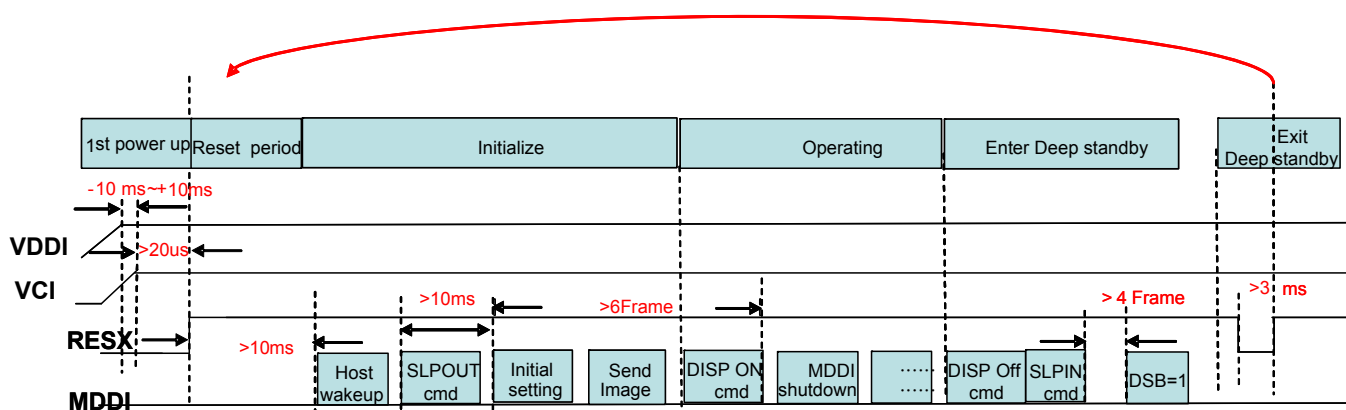 1st power up
Reset period
Initialize
Operating
Enter Deep standby
Exit
Deep standby
-10 ms~+10ms
VDDI
>20us
VCI
>10ms
>6Frame
> 4 Frame
>3 ms
RESX
>10ms
Host
wakeup
SLPOUT
cmd
Initial
setting
Send
Image
DISP ON
cmd
MDDI
shutdown
......
......
DISP Off
cmd
SLPIN
cmd
DSB=1
MDDI